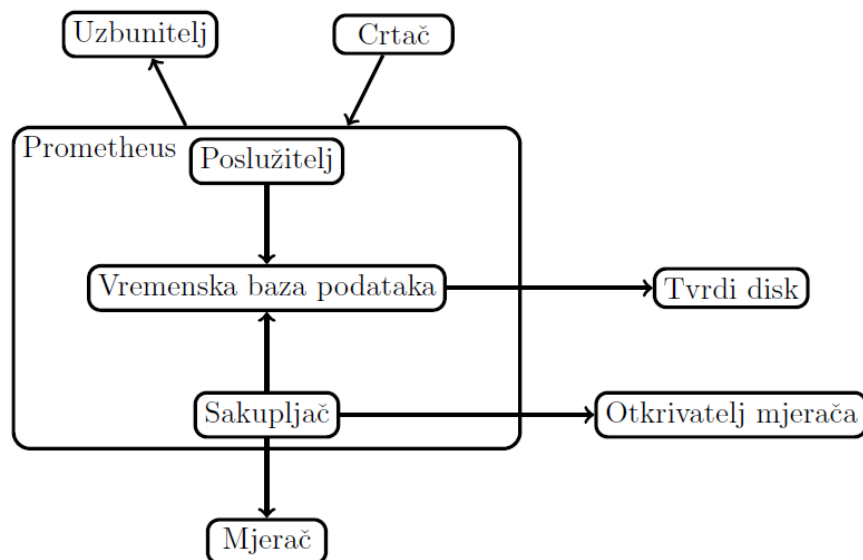 Uzbunitelj
Crtač
Prometheus
Poslužitelj
Vremenska baza podataka
Tvrdi disk
Sakupljač
Otkrivatelj mjerača
Mjerač